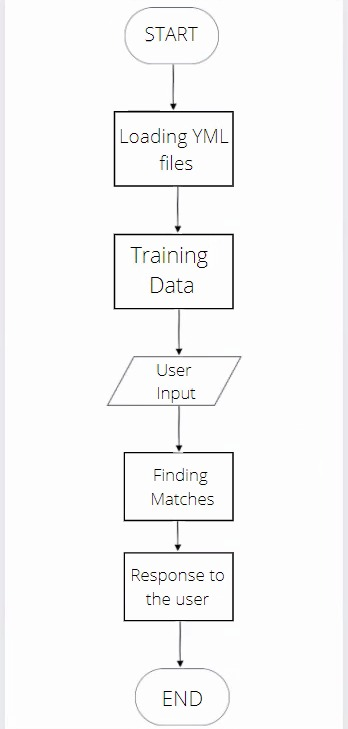 START
Loading YML
files
Training
Data
User
Input
Finding
Matches
Response to
the user
END